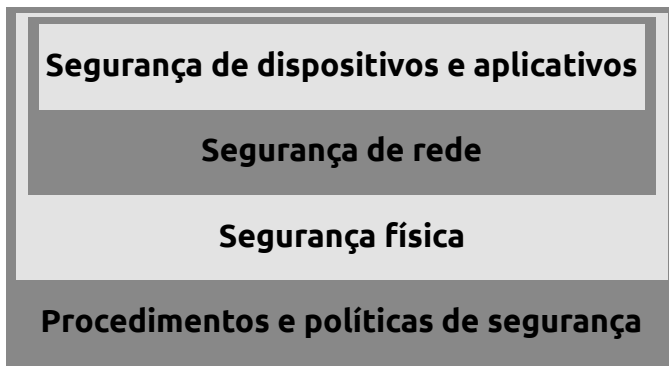 Segurança de dispositivos e aplicativos
Segurança de rede
Segurança física
Procedimentos e políticas de segurança